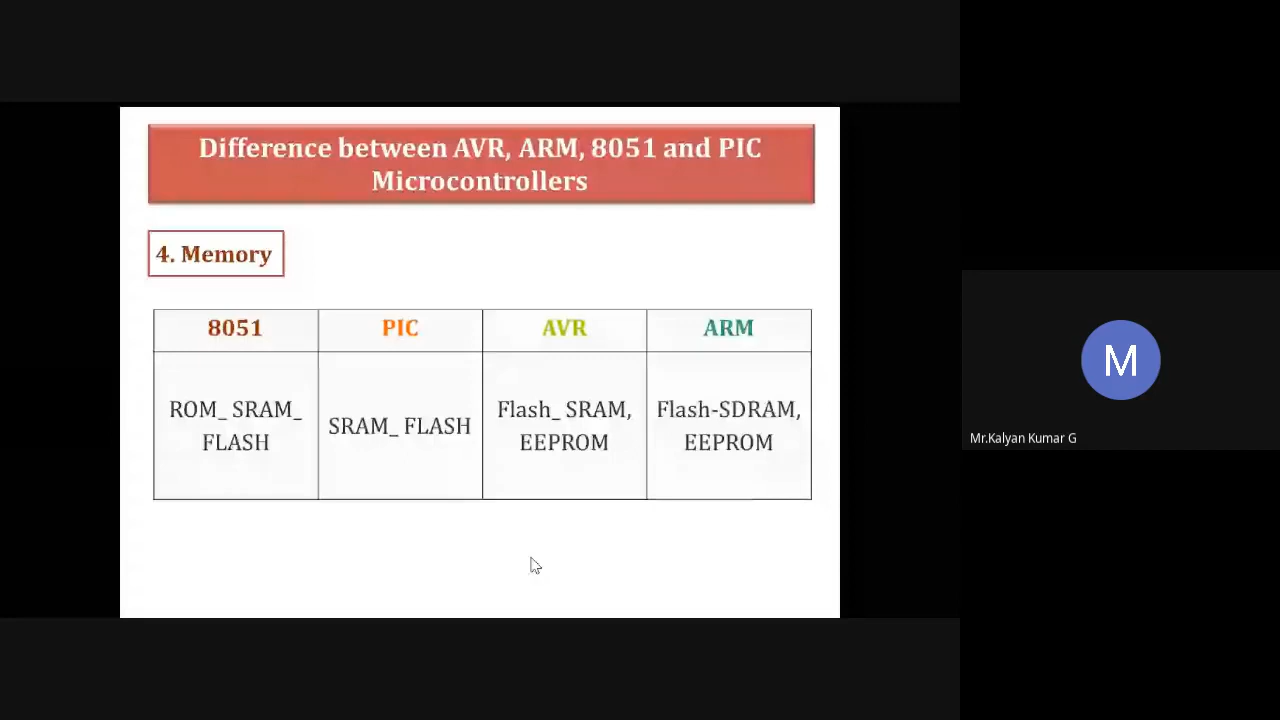 Difference between AVR, ARM, 8051 and PIC
Microcontrollers
4. Memory
8051
PIC
AVR
ARM
ROM_ SRAM_
FLASH
SRAM_ FLASH
Flash_ SRAM,
EEPROM
Flash-SDRAM,
EEPROM
M
Mr.Kalyan Kumar G